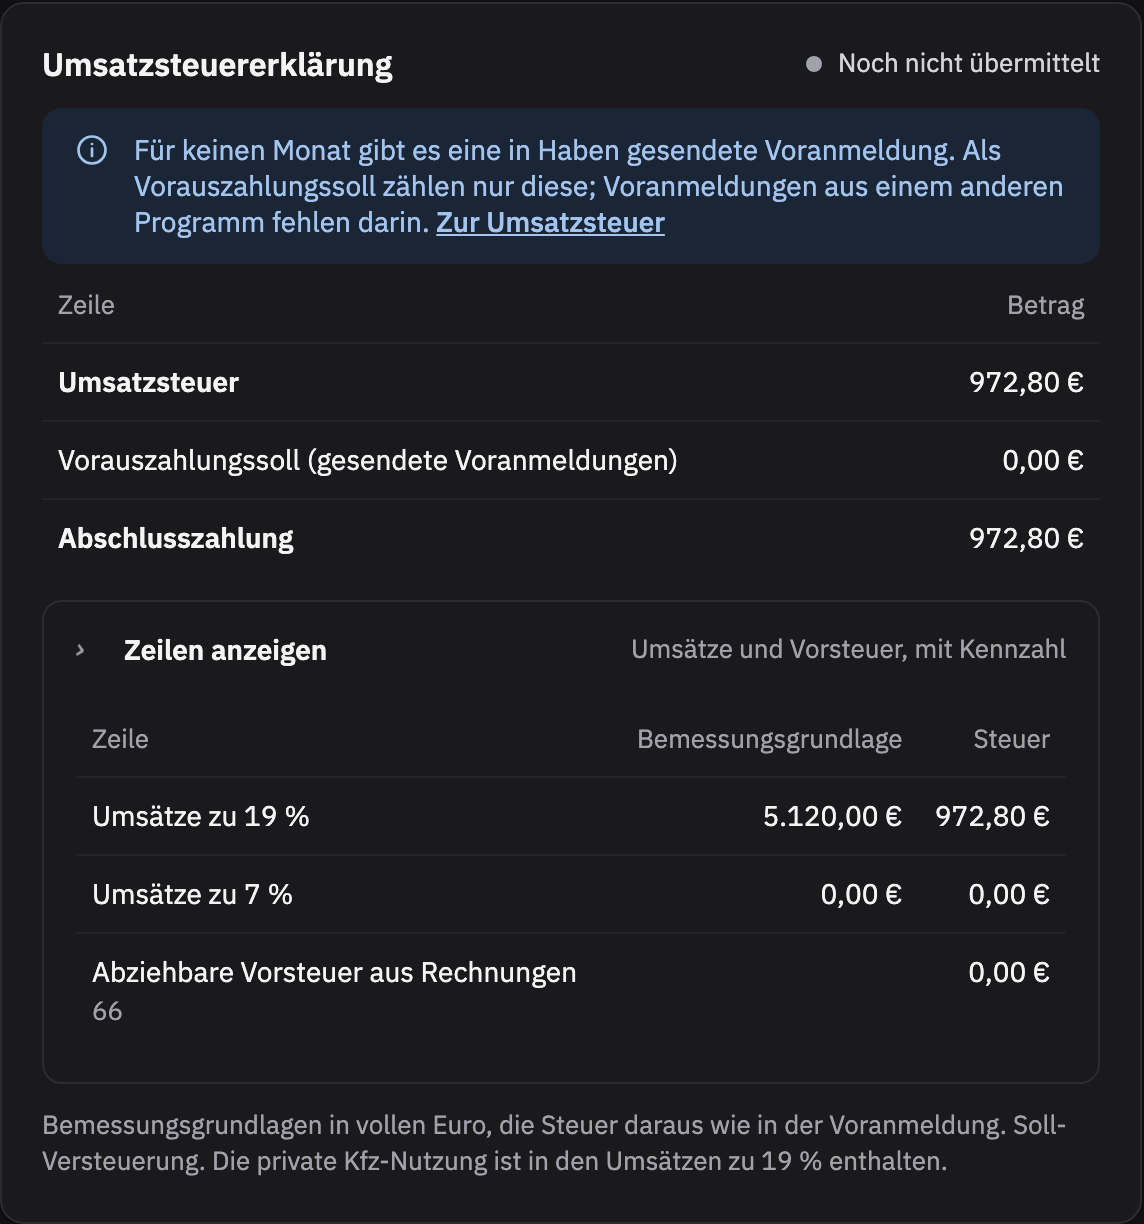 Umsatzsteuererklärung
Noch nicht übermittelt
Für keinen Monat gibt es eine in Haben gesendete Voranmeldung. Als
Vorauszahlungssoll zählen nur diese; Voranmeldungen aus einem anderen
Programm fehlen darin. Zur Umsatzsteuer
Zeile Betrag
Umsatzsteuer 972,80 €
Vorauszahlungssoll (gesendete Voranmeldungen) 0,00 €
Abschlusszahlung 972,80 €
Zeilen anzeigen Umsätze und Vorsteuer, mit Kennzahl
Zeile Bemessungsgrundlage Steuer
Umsätze zu 19 % 5.120,00 € 972,80 €
Umsätze zu 7 % 0,00 € 0,00 €
Abziehbare Vorsteuer aus Rechnungen 0,00 €
66
Bemessungsgrundlagen in vollen Euro, die Steuer daraus wie in der Voranmeldung. Soll-
Versteuerung. Die private Kfz-Nutzung ist in den Umsätzen zu 19 % enthalten.